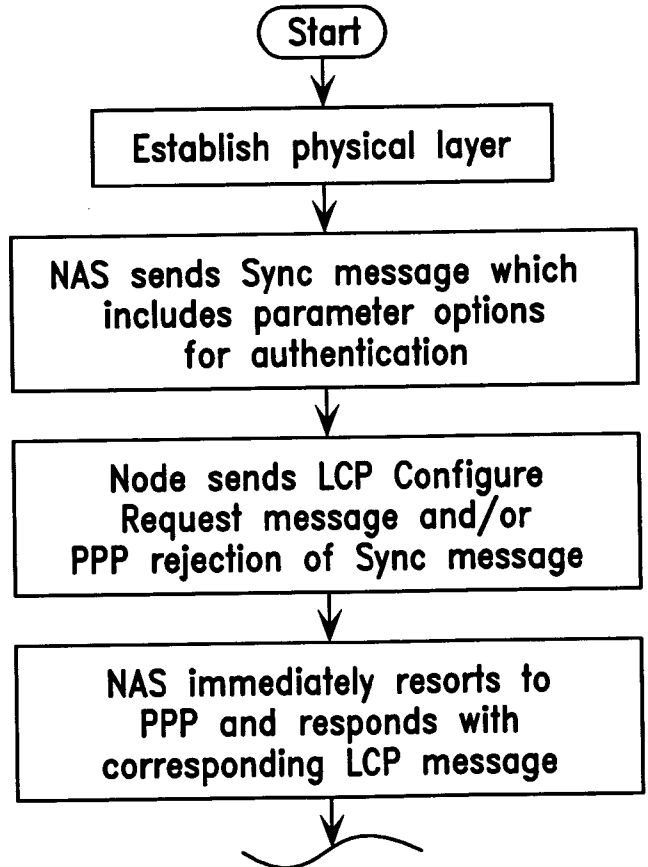 Start
Establish physical layer
NAS sends Sync message which
includes parameter options
for authentication
Node sends LCP Configure
Request message and/or
PPP rejection of Sync message
NAS immediately resorts to
PPP and responds with
corresponding LCP message